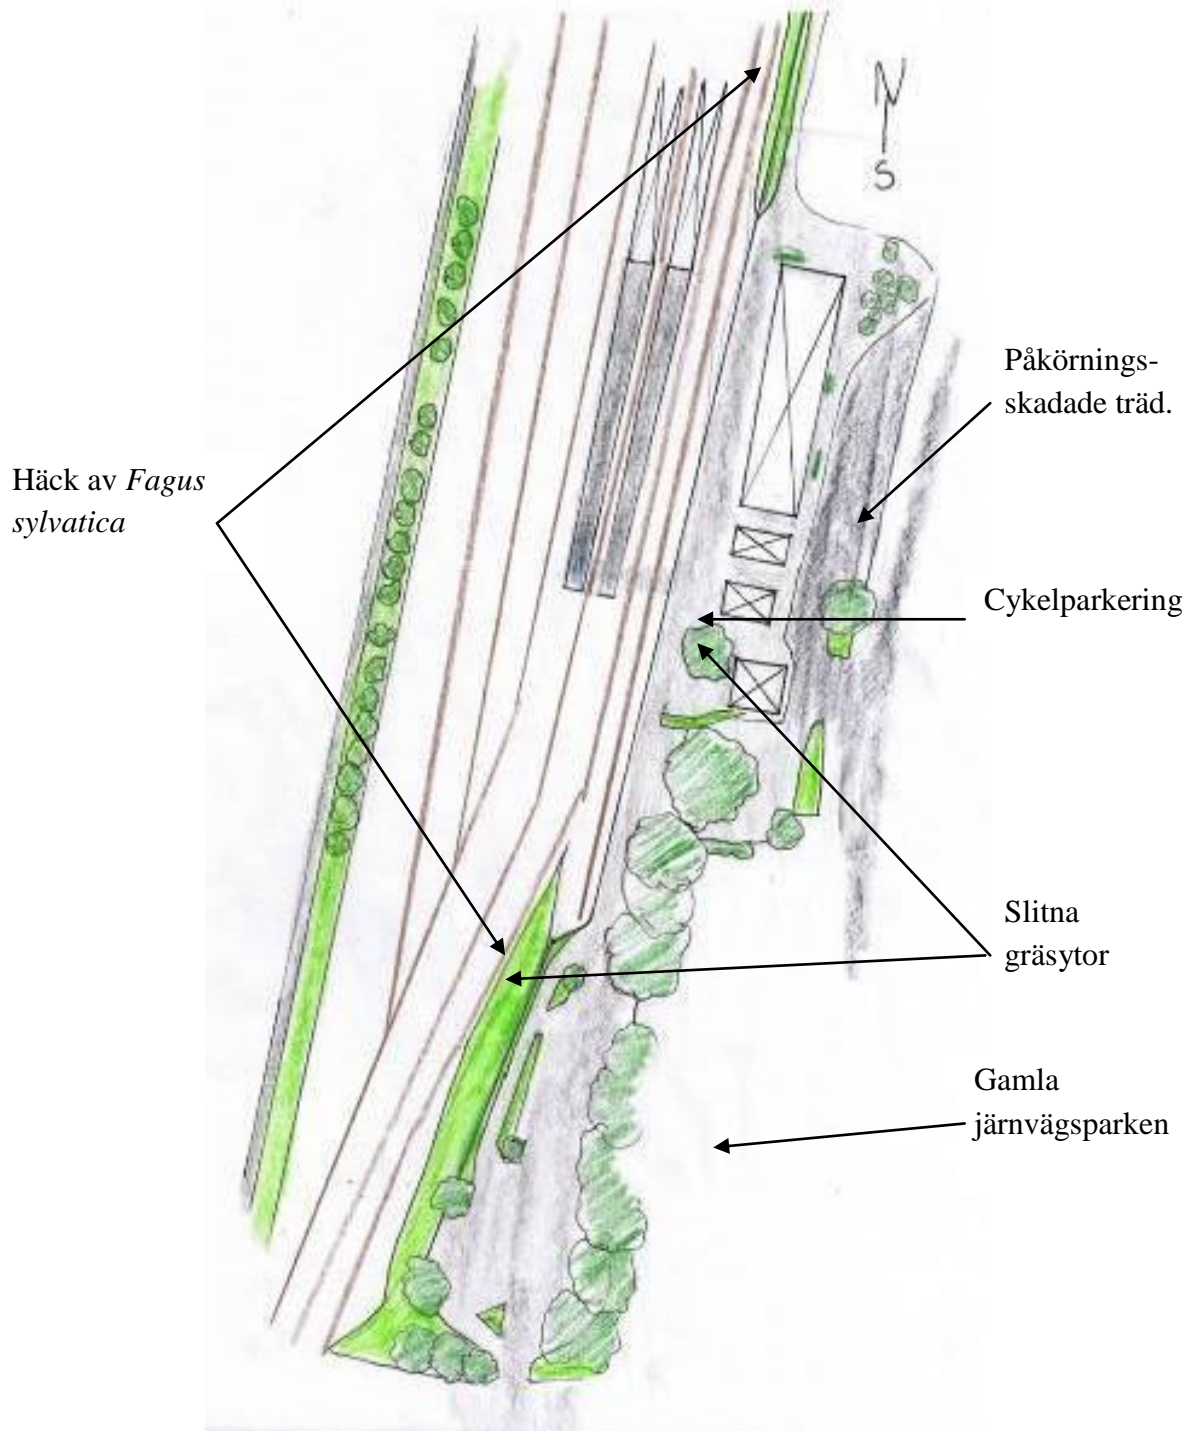 N
S
Påkörnings-
skadade träd.
Häck av Fagus
sylvatica
Cykelparkering
Slitna
gräsytor
Gamla
järnvägsparken